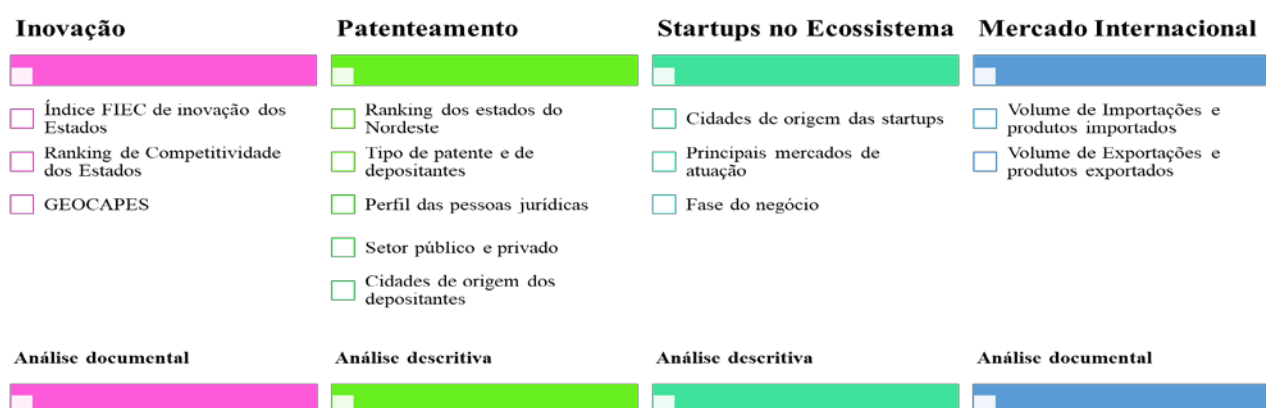 Inovação
Índice FIEC de inovação dos
Estados
Ranking de Competitividade
dos Estados
GEOCAPES
Análise documental
Patenteamento
Ranking dos estados do
Nordeste
Tipo de patente e de
depositantes
Perfil das pessoas jurídicas
Setor público e privado
Cidades de origem dos
depositantes
Análise descritiva
Startups no Ecossistema
Cidades de origem das startups
Principais mercados de
atuação
Fase do negócio
Análise descritiva
Mercado Internacional
Volume de Importações e
produtos importados
Volume de Exportações e
produtos exportados
Análise documental